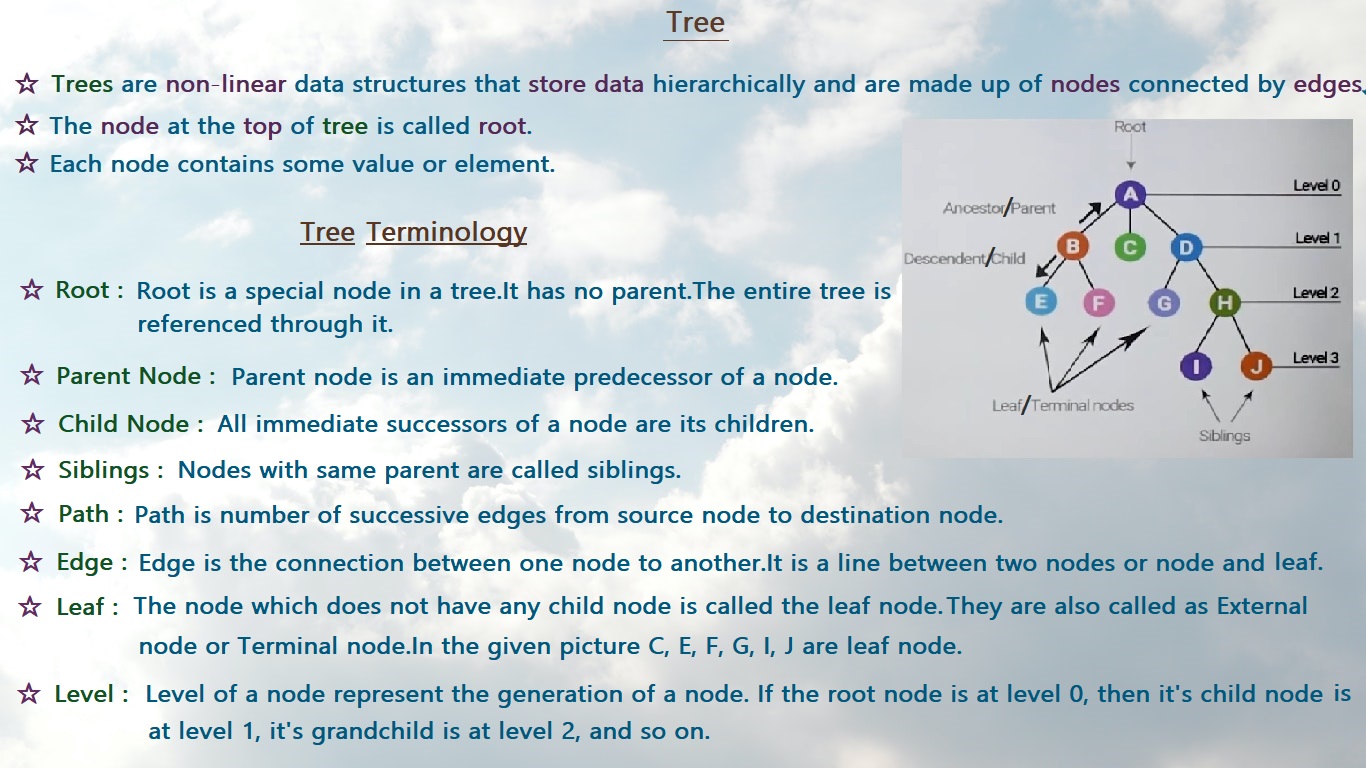 Tree
☆ Trees are non-linear data structures that store data hierarchically and are made up of nodes connected by edges.
☆ The node at the top of tree is called root.
☆ Each node contains some value or element.
Root
A
Level 0
Ancestor/Parent
B
C
D
Level 1
Descendent/Child
E
F
G
H
Level 2
I
J
Level 3
Leaf/Terminal nodes
Siblings
Tree Terminology
☆ Root : Root is a special node in a tree.It has no parent.The entire tree is
referenced through it.
☆ Parent Node : Parent node is an immediate predecessor of a node.
☆ Child Node : All immediate successors of a node are its children.
☆ Siblings : Nodes with same parent are called siblings.
☆ Path : Path is number of successive edges from source node to destination node.
☆ Edge : Edge is the connection between one node to another.It is a line between two nodes or node and leaf.
☆ Leaf : The node which does not have any child node is called the leaf node.They are also called as External
node or Terminal node.In the given picture C, E, F, G, I, J are leaf node.
☆ Level : Level of a node represent the generation of a node. If the root node is at level 0, then it's child node is
at level 1, it's grandchild is at level 2, and so on.